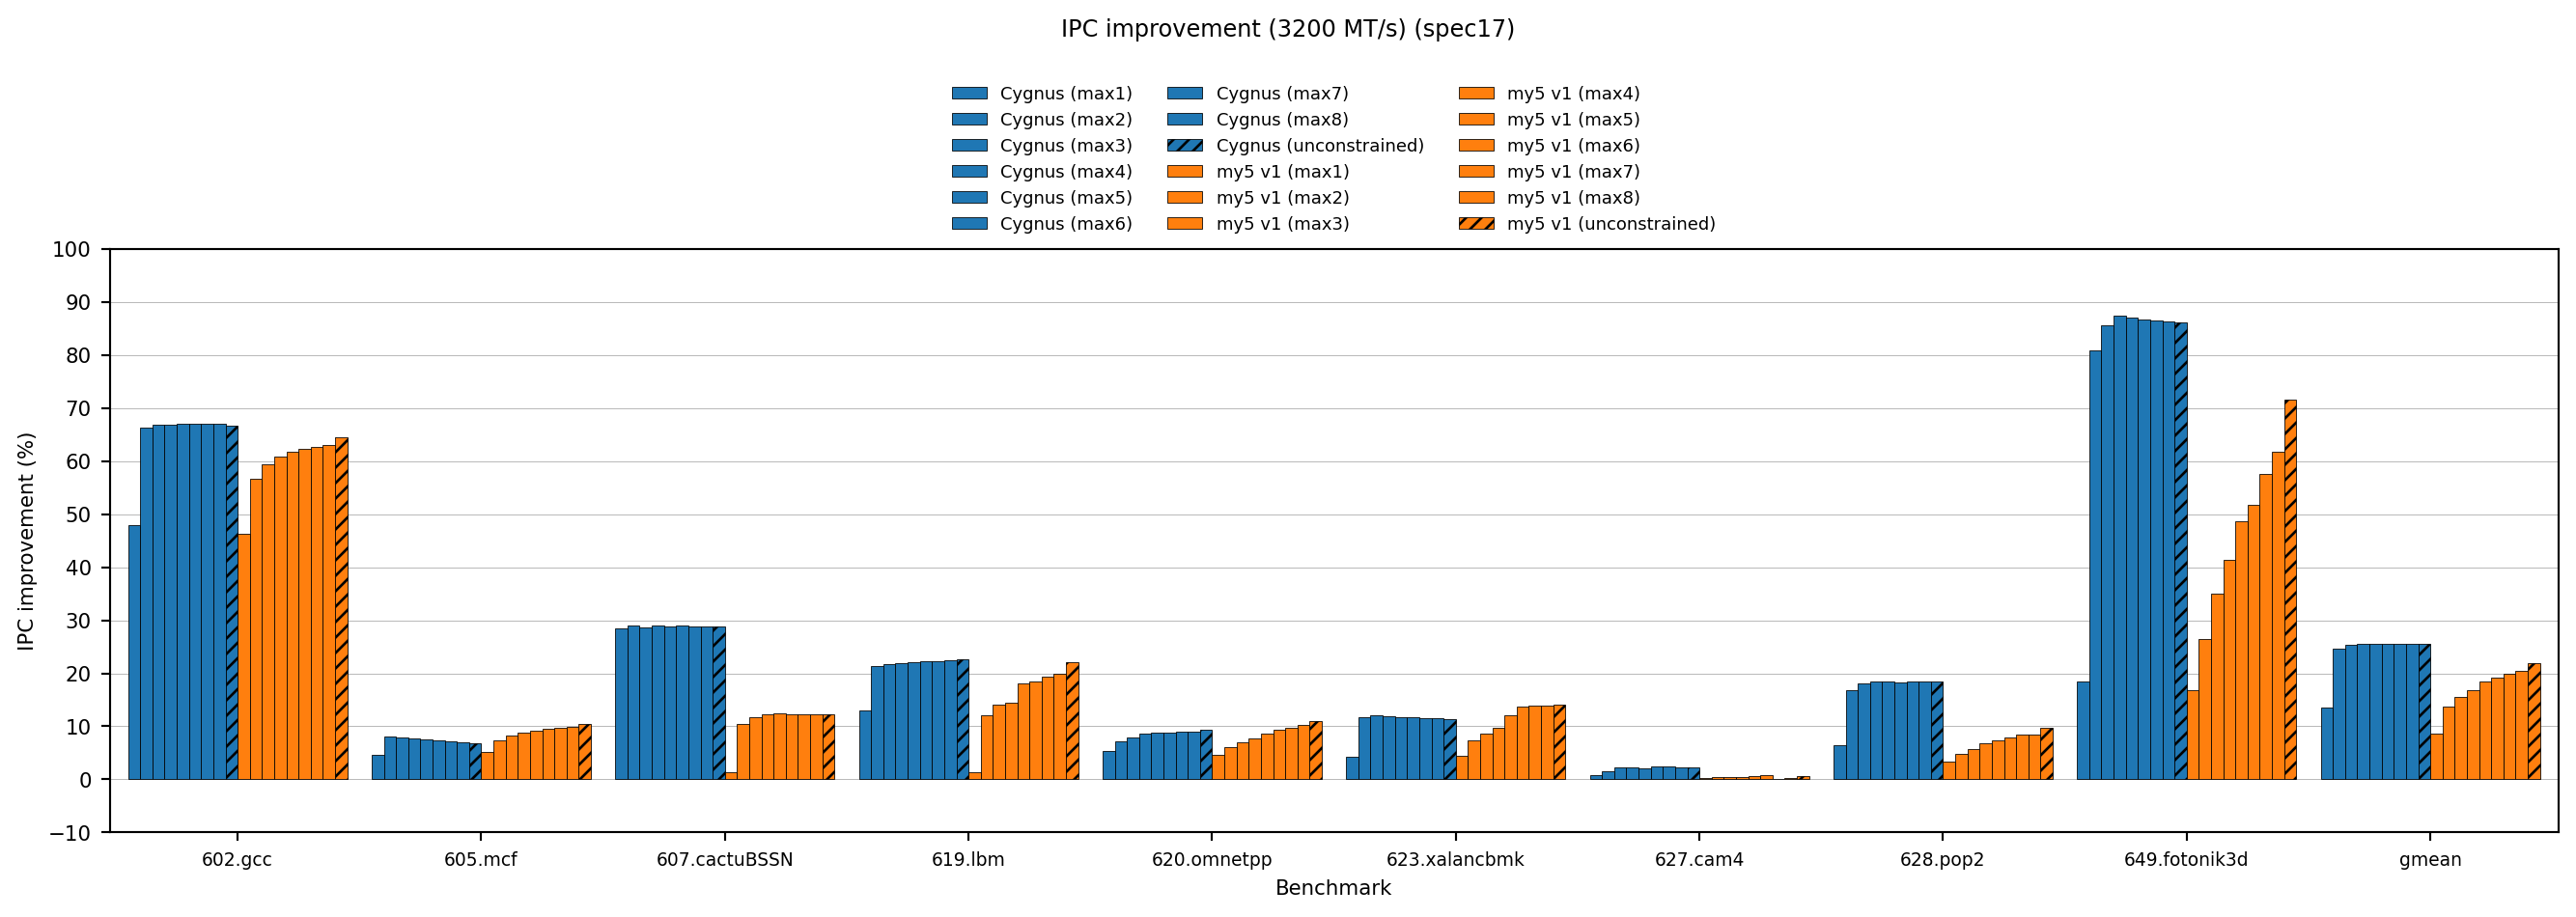 IPC improvement (3200 MT/s) (spec17)
Cygnus (max1)
Cygnus (max2)
Cygnus (max3)
Cygnus (max4)
Cygnus (max5)
Cygnus (max6)
Cygnus (max7)
Cygnus (max8)
Cygnus (unconstrained)
my5 v1 (max1)
my5 v1 (max2)
my5 v1 (max3)
my5 v1 (max4)
my5 v1 (max5)
my5 v1 (max6)
my5 v1 (max7)
my5 v1 (max8)
my5 v1 (unconstrained)
IPC improvement (%)
100
90
80
70
60
50
40
30
20
10
0
−10
602.gcc
605.mcf
607.cactuBSSN
619.lbm
620.omnetpp
623.xalancbmk
627.cam4
628.pop2
649.fotonik3d
gmean
Benchmark